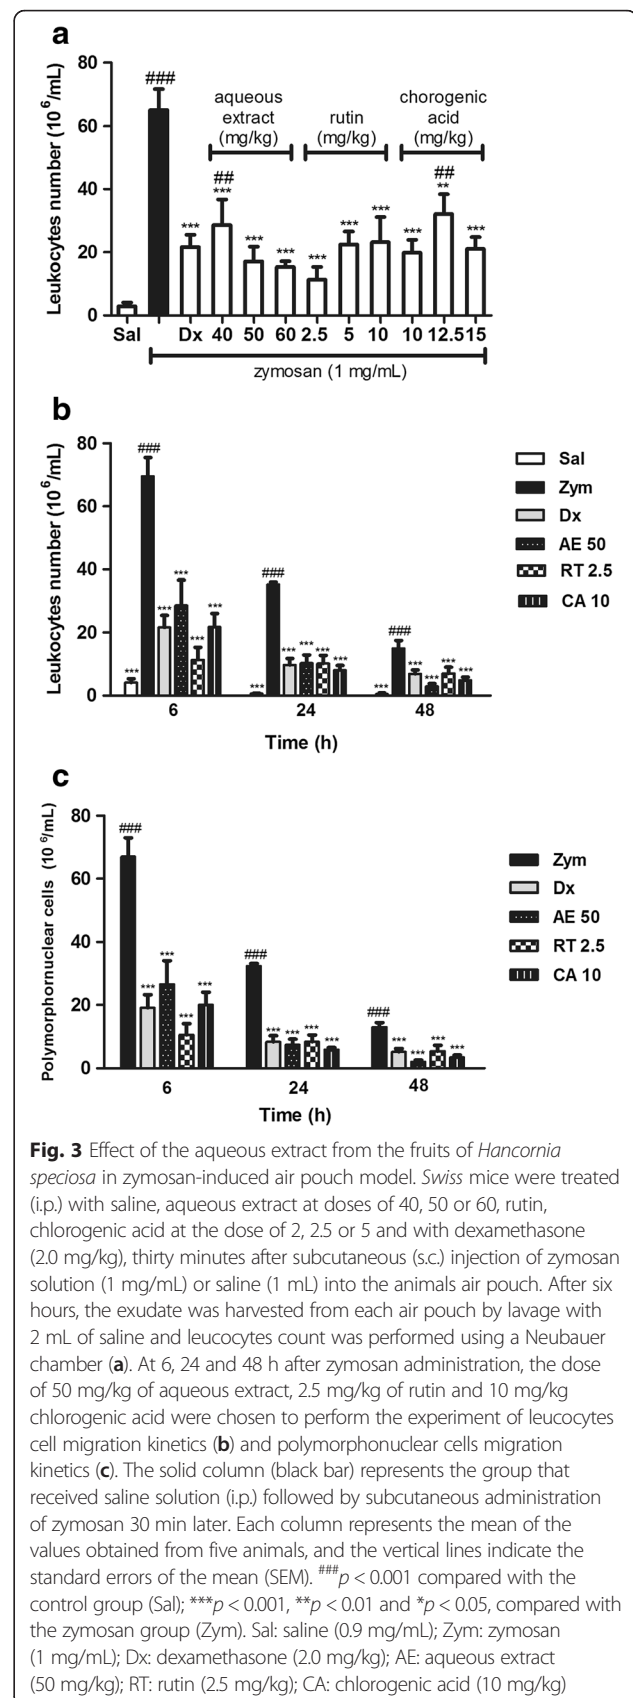 a
Leukocytes number (10⁶/mL)
80
60
40
20
0
###
aqueous
extract
(mg/kg)
rutin
(mg/kg)
chorogenic
acid
(mg/kg)
***
##
***
***
***
***
***
***
***
##
**
***
Sal
Dx
40
50
60
2.5
5
10
10
12.5
15
zymosan (1 mg/mL)
b
Leukocytes number (10⁶/mL)
80
60
40
20
0
***
###
***
***
***
***
***
###
***
***
***
***
***
###
***
***
***
***
6
24
48
Time (h)
Sal
Zym
Dx
AE 50
RT 2.5
CA 10
c
Polymorphornuclear cells (10⁶/mL)
80
60
40
20
0
###
***
***
***
***
###
***
***
***
***
###
***
***
***
***
6
24
48
Time (h)
Zym
Dx
AE 50
RT 2.5
CA 10
Fig. 3 Effect of the aqueous extract from the fruits of Hancornia
speciosa in zymosan-induced air pouch model. Swiss mice were treated
(i.p.) with saline, aqueous extract at doses of 40, 50 or 60, rutin,
chlorogenic acid at the dose of 2, 2.5 or 5 and with dexamethasone
(2.0 mg/kg), thirty minutes after subcutaneous (s.c.) injection of zymosan
solution (1 mg/mL) or saline (1 mL) into the animals air pouch. After six
hours, the exudate was harvested from each air pouch by lavage with
2 mL of saline and leucocytes count was performed using a Neubauer
chamber (a). At 6, 24 and 48 h after zymosan administration, the dose
of 50 mg/kg of aqueous extract, 2.5 mg/kg of rutin and 10 mg/kg
chlorogenic acid were chosen to perform the experiment of leucocytes
cell migration kinetics (b) and polymorphonuclear cells migration
kinetics (c). The solid column (black bar) represents the group that
received saline solution (i.p.) followed by subcutaneous administration
of zymosan 30 min later. Each column represents the mean of the
values obtained from five animals, and the vertical lines indicate the
standard errors of the mean (SEM). ###p < 0.001 compared with the
control group (Sal); ***p < 0.001, **p < 0.01 and *p < 0.05, compared with
the zymosan group (Zym). Sal: saline (0.9 mg/mL); Zym: zymosan
(1 mg/mL); Dx: dexamethasone (2.0 mg/kg); AE: aqueous extract
(50 mg/kg); RT: rutin (2.5 mg/kg); CA: chlorogenic acid (10 mg/kg)